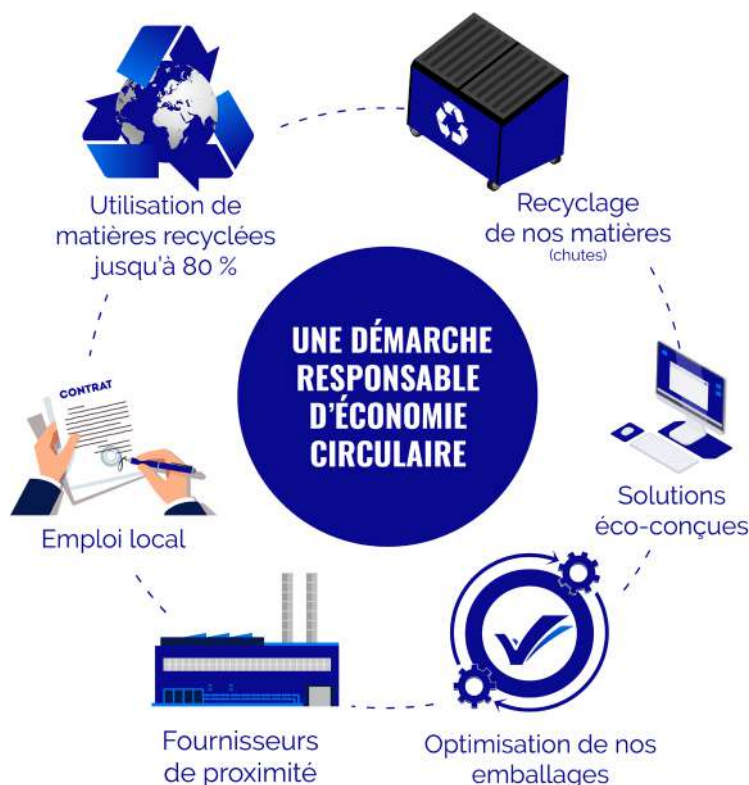 Utilisation de
matières recyclées
jusqu'à 80 %
Recyclage
de nos matières
(chutes)
UNE DÉMARCHE
RESPONSABLE
D'ÉCONOMIE
CIRCULAIRE
CONTRAT
Emploi local
Solutions
éco-conçues
Fournisseurs
de proximité
Optimisation de nos
emballages